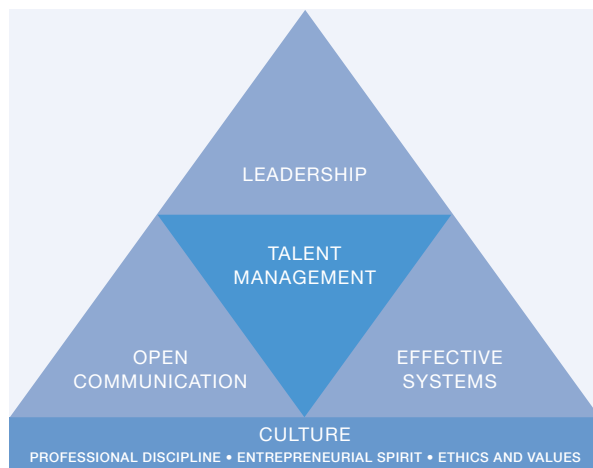 LEADERSHIP
TALENT
MANAGEMENT
OPEN
COMMUNICATION
EFFECTIVE
SYSTEMS
CULTURE
PROFESSIONAL DISCIPLINE • ENTREPRENEURIAL SPIRIT • ETHICS AND VALUES